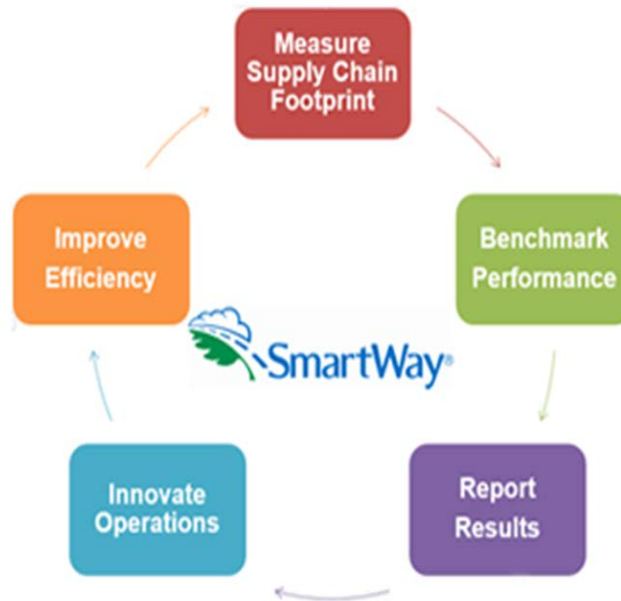 Measure
Supply Chain
Footprint
Improve
Efficiency
Benchmark
Performance
SmartWay®
Innovate
Operations
Report
Results